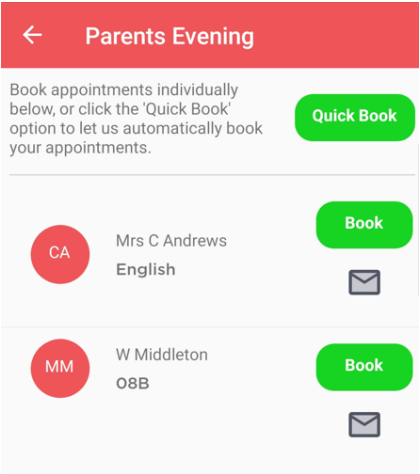 Parents Evening
Book appointments individually
below, or click the 'Quick Book'
option to let us automatically book
your appointments.
Quick Book
CA
Mrs C Andrews
English
Book
MM
W Middleton
08B
Book